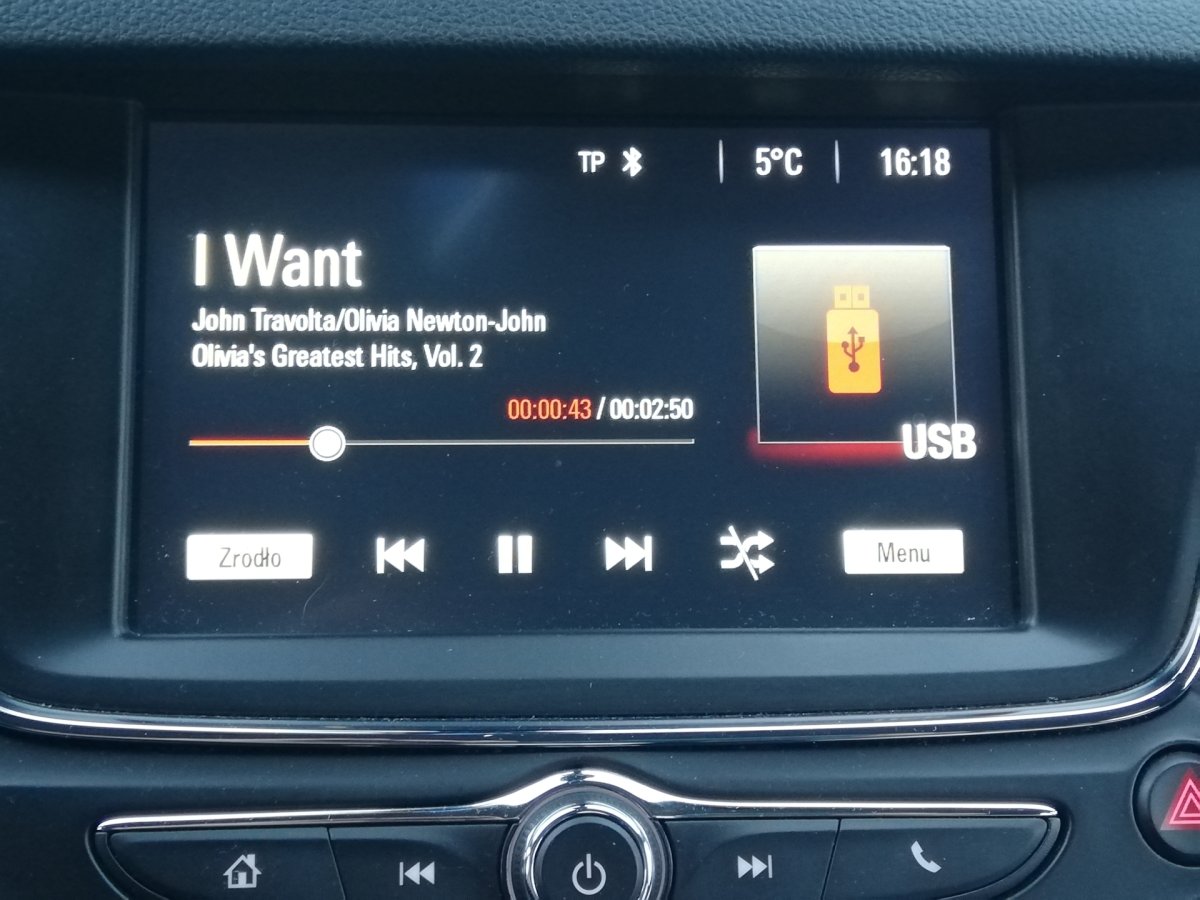 TP 5°C 16:18
I Want
John Travolta/Olivia Newton-John
Olivia's Greatest Hits, Vol. 2
00:00:43 / 00:02:50
USB
Zrodło Menu